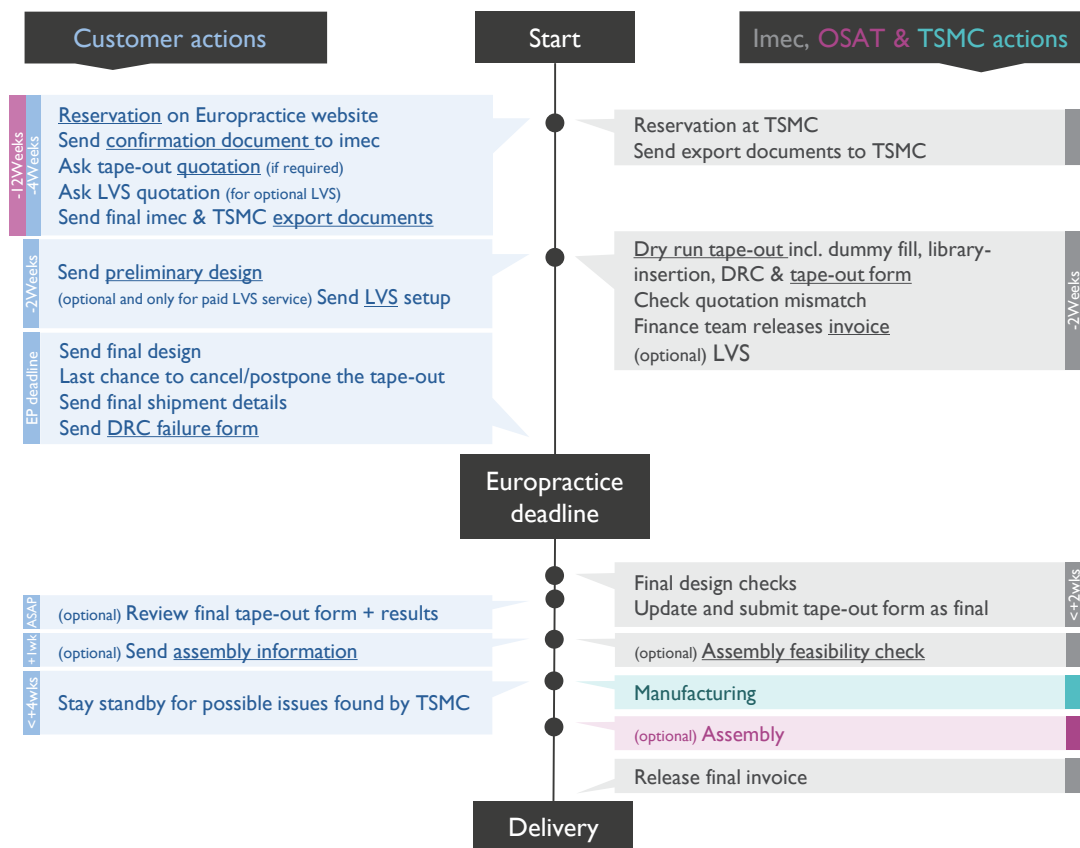 Customer actions
Start
Imec, OSAT & TSMC actions
-12Weeks
-4Weeks
Reservation on Europractice website
Send confirmation document to imec
Ask tape-out quotation (if required)
Ask LVS quotation (for optional LVS)
Send final imec & TSMC export documents
Reservation at TSMC
Send export documents to TSMC
-2Weeks
Send preliminary design
(optional and only for paid LVS service) Send LVS setup
Dry run tape-out incl. dummy fill, library-
insertion, DRC & tape-out form
Check quotation mismatch
Finance team releases invoice
(optional) LVS
-2Weeks
EP deadline
Send final design
Last chance to cancel/postpone the tape-out
Send final shipment details
Send DRC failure form
Europractice
deadline
Final design checks
Update and submit tape-out form as final
<+2wks
ASAP
(optional) Review final tape-out form + results
+1wk
(optional) Send assembly information
(optional) Assembly feasibility check
<+4wks
Stay standby for possible issues found by TSMC
Manufacturing
(optional) Assembly
Release final invoice
Delivery